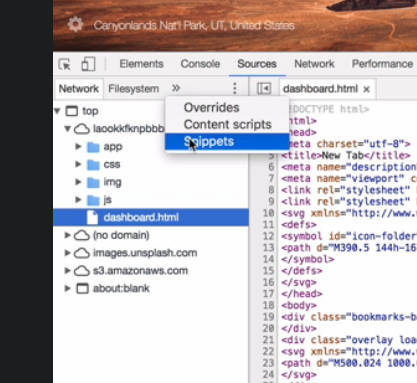 Canyonlands Nat'l Park, UT, United States
Elements Console Sources Network Performance
Network Filesystem » dashboard.html ×
Overrides
Content scripts
Snippets
top
laookkfknpbbb
app
css
img
js
dashboard.html
(no domain)
images.unsplash.com
s3.amazonaws.com
about:blank
!DOCTYPE html>
html>
head>
meta charset="utf-8">
5 <title>New Tab</title>
6 <meta name="description
7 <meta name="viewport" c
8 <link rel="stylesheet"
9 <link rel="stylesheet"
10 <svg xmlns="http://www.
11 <defs>
12 <symbol id="icon-folder
13 <path d="M390.5 144h-16
14 </symbol>
15 </defs>
16 </svg>
17 </head>
18 <body>
19 <div class="bookmarks-b
20 </div>
21 <div class="overlay loa
22 <svg xmlns="http://www.
23 <path d="M500.024 1000.
24 </svg>